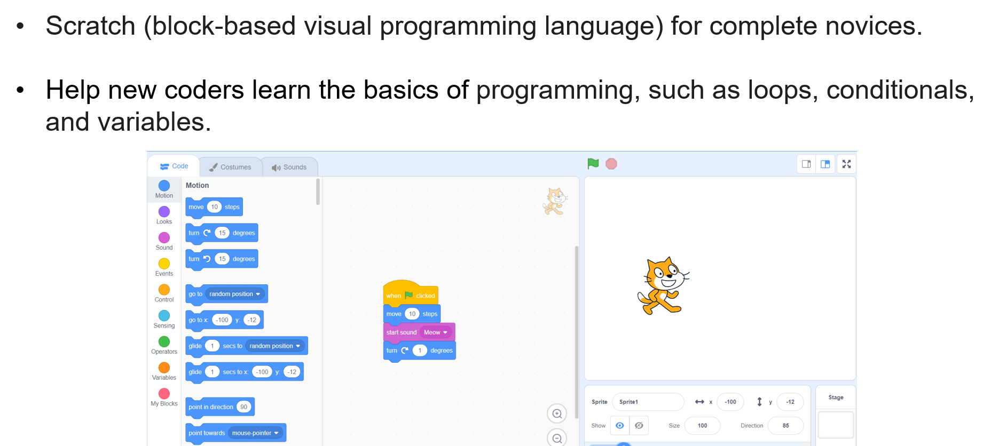 • Scratch (block-based visual programming language) for complete novices.
• Help new coders learn the basics of programming, such as loops, conditionals,
and variables.
Code Costumes Sounds
Motion
Looks
Sound
Events
Control
Sensing
Operators
Variables
My Blocks
Motion
move 10 steps
turn 15 degrees
turn 15 degrees
go to random position
go to x: -100 y: -12
glide 1 secs to random position
glide 1 secs to x: -100 y: -12
point in direction 90
point towards mouse-pointer
when clicked
move 10 steps
start sound Meow
turn 1 degrees
Sprite Sprite1 x -100 y -12
Show Size 100 Direction 85
Stage